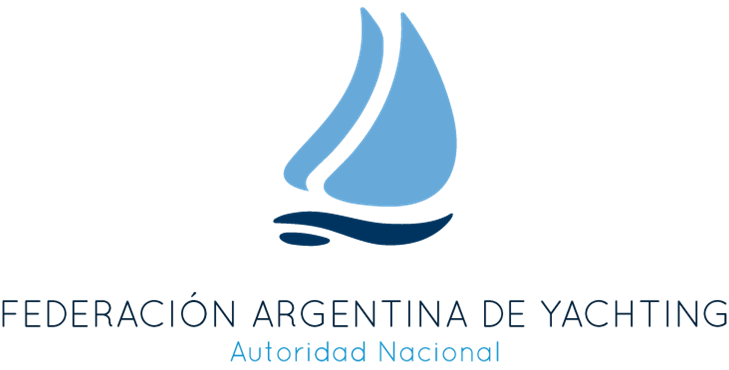 FEDERACIÓN ARGENTINA DE YACHTING
Autoridad Nacional